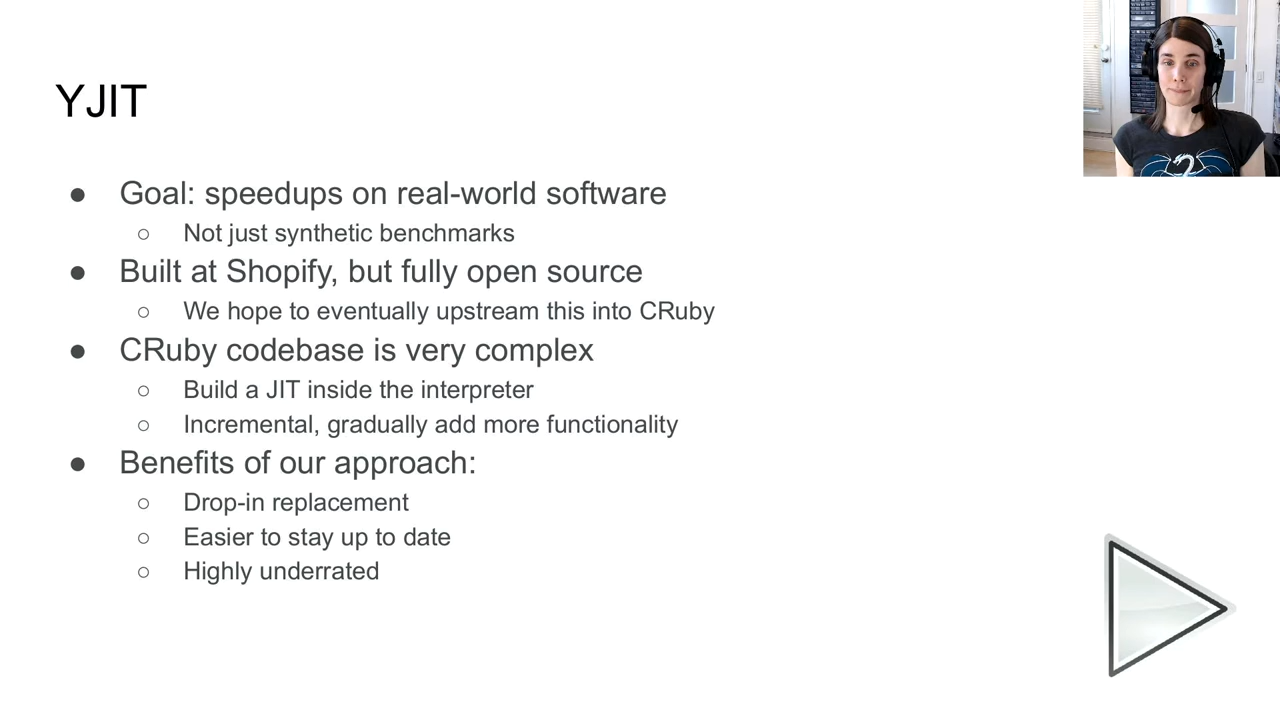 YJIT
● Goal: speedups on real-world software
○ Not just synthetic benchmarks
● Built at Shopify, but fully open source
○ We hope to eventually upstream this into CRuby
● CRuby codebase is very complex
○ Build a JIT inside the interpreter
○ Incremental, gradually add more functionality
● Benefits of our approach:
○ Drop-in replacement
○ Easier to stay up to date
○ Highly underrated